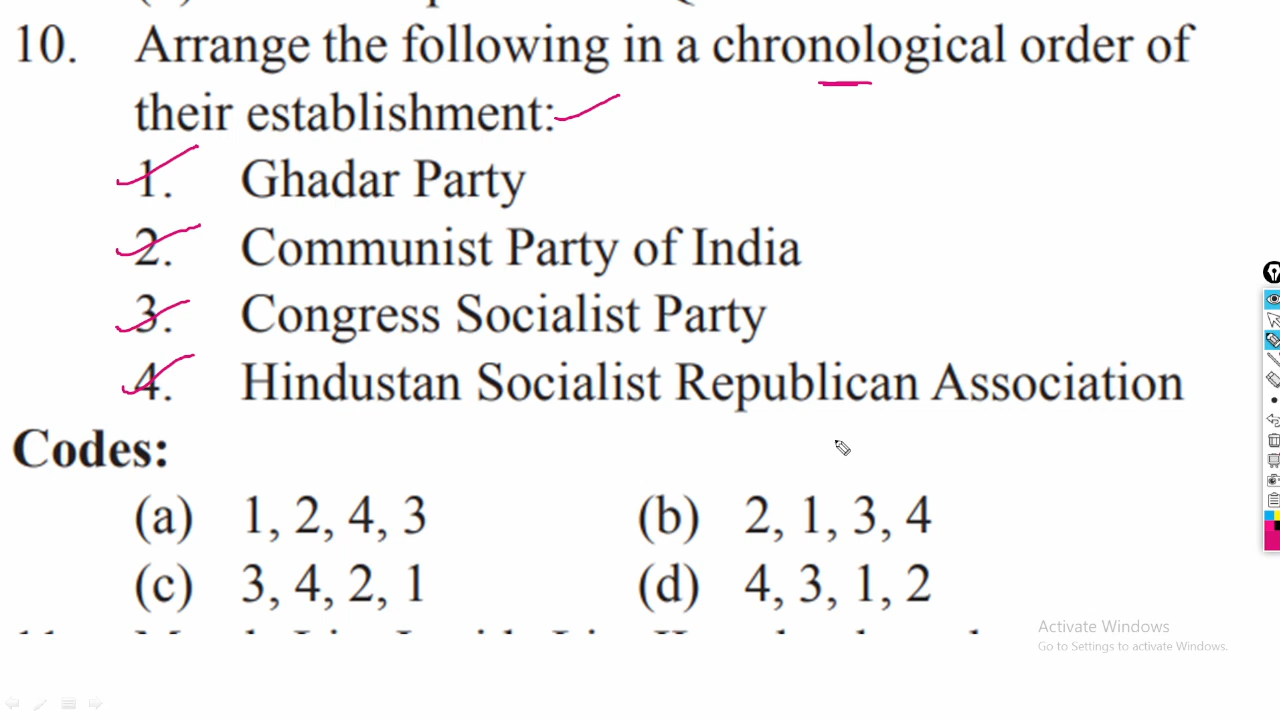 10. Arrange the following in a chronological order of
their establishment:
1. Ghadar Party
2. Communist Party of India
3. Congress Socialist Party
4. Hindustan Socialist Republican Association
Codes:
(a) 1, 2, 4, 3 (b) 2, 1, 3, 4
(c) 3, 4, 2, 1 (d) 4, 3, 1, 2
Activate Windows
Go to Settings to activate Windows.